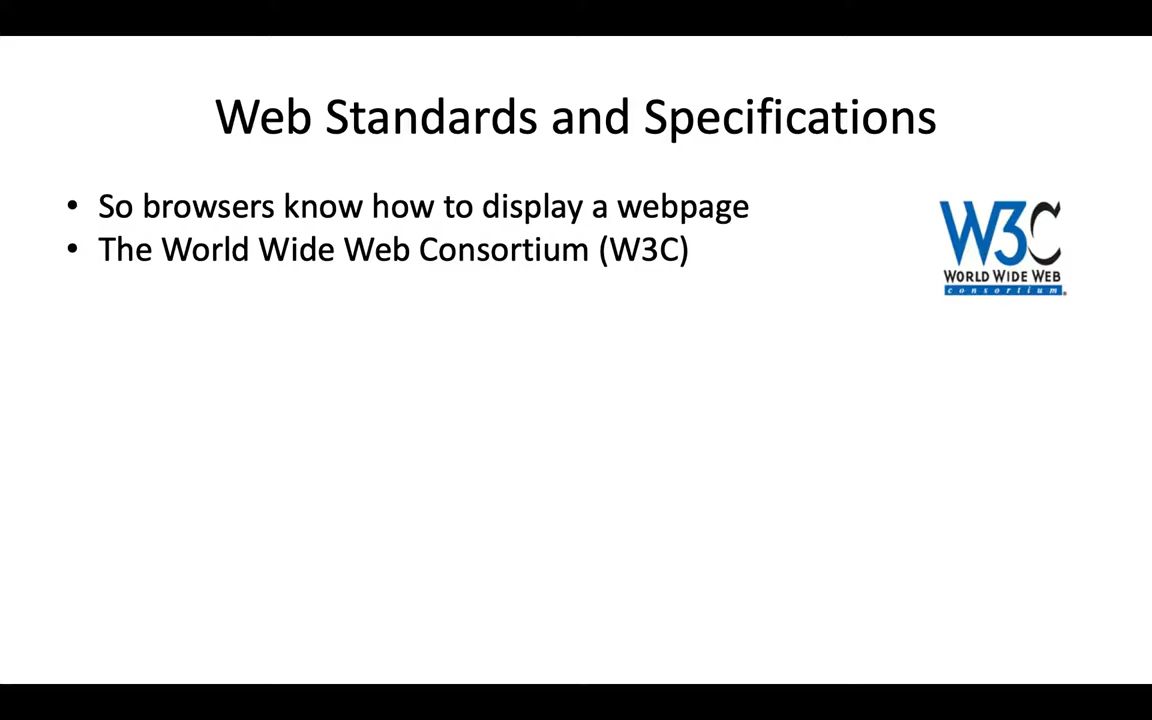 Web Standards and Specifications
• So browsers know how to display a webpage
• The World Wide Web Consortium (W3C)
W3C
WORLD WIDE WEB
consortium
®